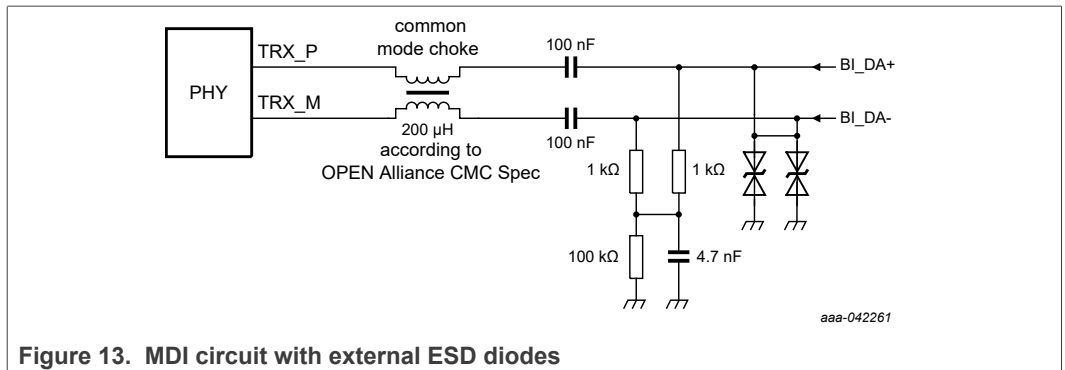 common
mode choke
100 nF
TRX_P
BI_DA+
PHY
TRX_M
BI_DA-
200 µH
100 nF
according to
OPEN Alliance CMC Spec
1 kΩ
1 kΩ
100 kΩ
4.7 nF
aaa-042261
Figure 13. MDI circuit with external ESD diodes